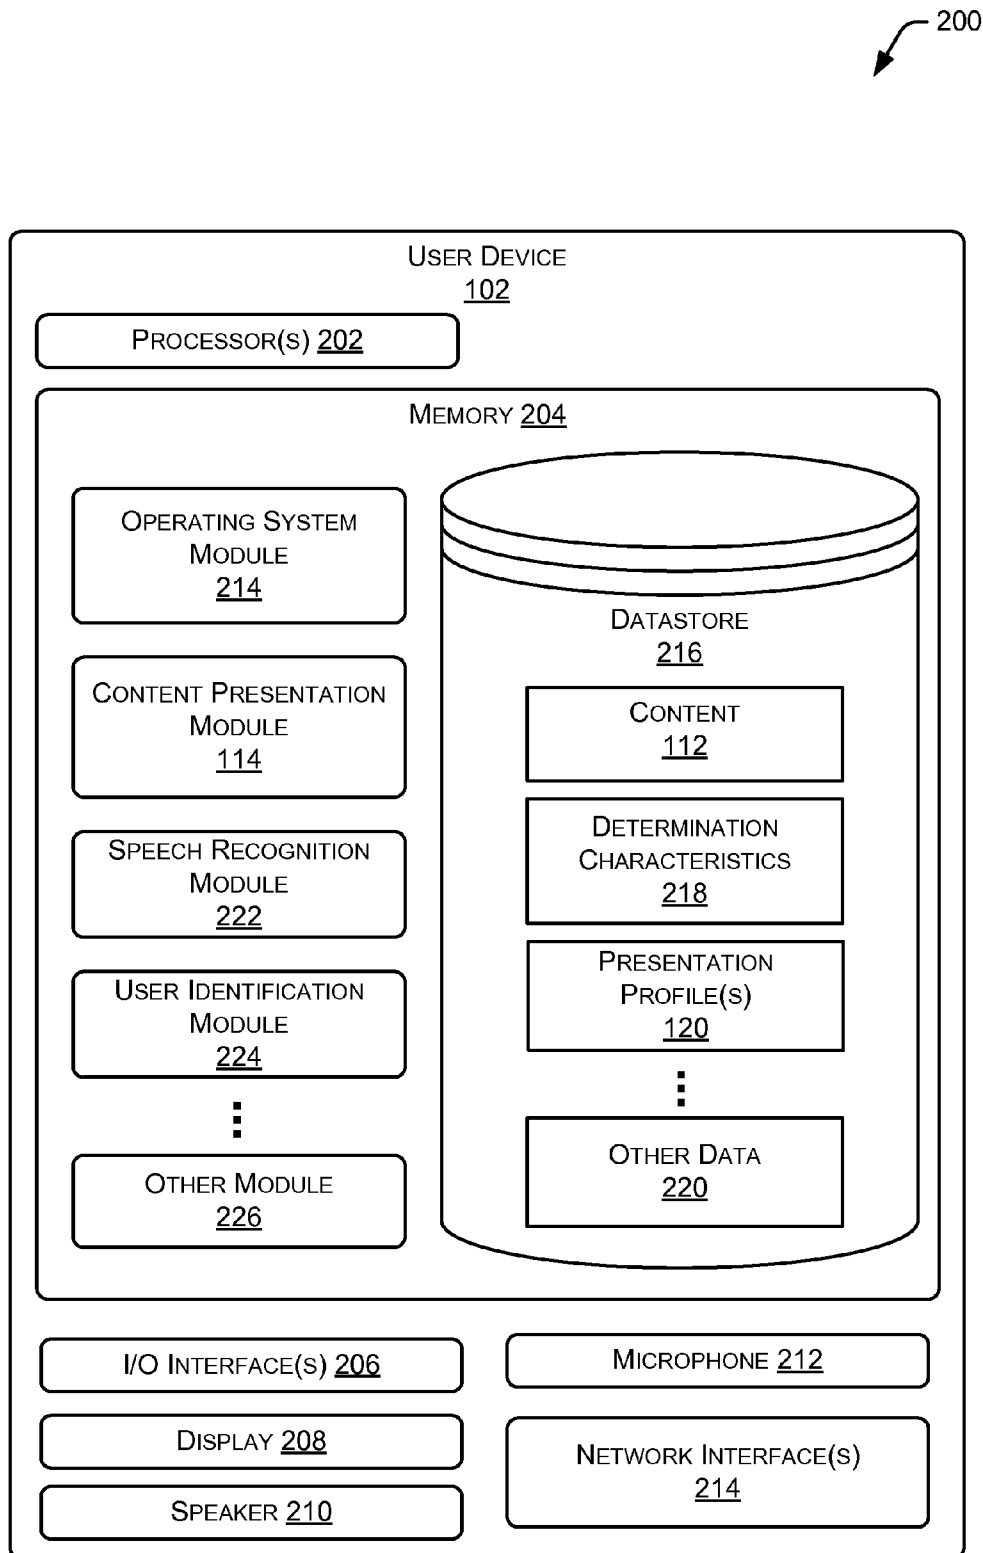 200
USER DEVICE
102
PROCESSOR(S) 202
MEMORY 204
OPERATING SYSTEM
MODULE
214
CONTENT PRESENTATION
MODULE
114
SPEECH RECOGNITION
MODULE
222
USER IDENTIFICATION
MODULE
224
OTHER MODULE
226
DATASTORE
216
CONTENT
112
DETERMINATION
CHARACTERISTICS
218
PRESENTATION
PROFILE(S)
120
OTHER DATA
220
I/O INTERFACE(S) 206
DISPLAY 208
SPEAKER 210
MICROPHONE 212
NETWORK INTERFACE(S)
214